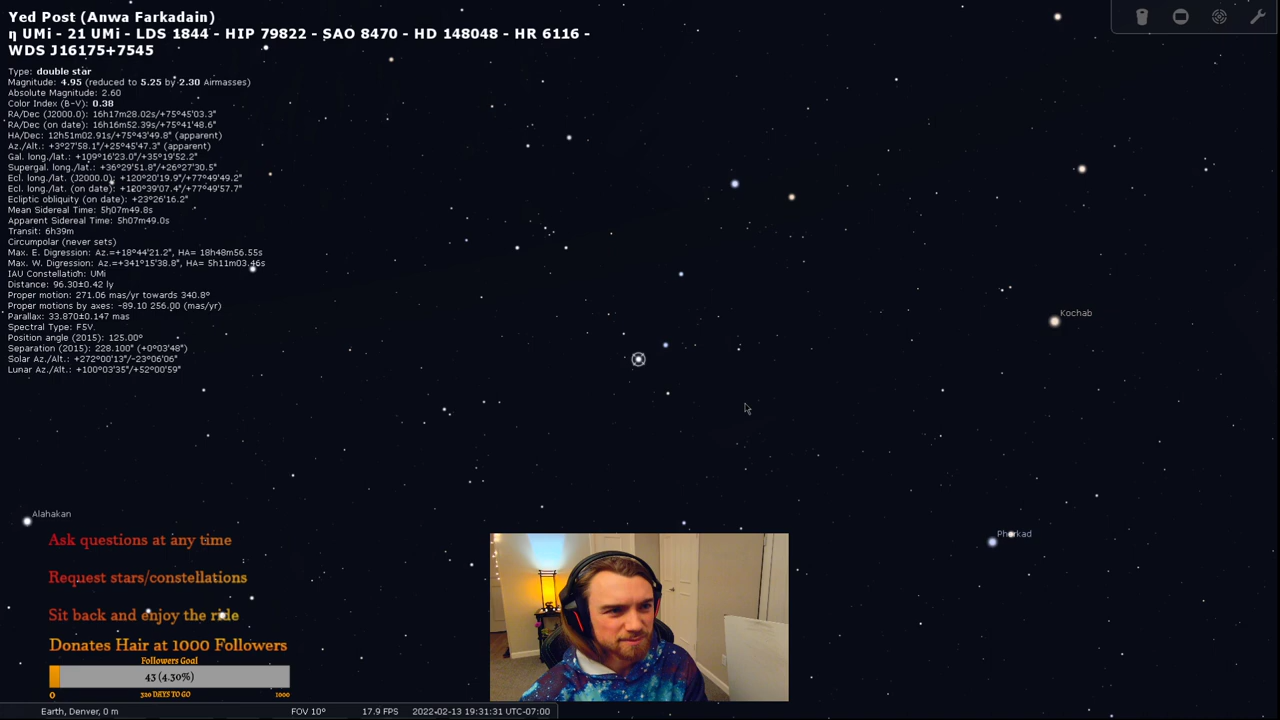 Yed Post (Anwa Farkadain)
η UMi - 21 UMi - LDS 1844 - HIP 79822 - SAO 8470 - HD 148048 - HR 6116 -
WDS J16175+7545
Type: double star
Magnitude: 4.95 (reduced to 5.25 by 2.30 Airmasses)
Absolute Magnitude: 2.60
Color Index (B-V): 0.38
RA/Dec (J2000.0): 16h17m28.02s/+75°45'03.3"
RA/Dec (on date): 16h16m52.39s/+75°41'48.6"
HA/Dec: 12h51m02.91s/+75°43'49.8" (apparent)
Az./Alt.: +3°27'58.1"/+25°45'47.3" (apparent)
Gal. long./lat.: +109°16'23.0"/+35°19'52.2"
Supergal. long./lat.: +36°29'51.8"/+26°27'30.5"
Ecl. long./lat. (J2000.0): +120°20'19.9"/+77°49'49.2"
Ecl. long./lat. (on date): +120°39'07.4"/+77°49'57.7"
Ecliptic obliquity (on date): +23°26'16.2"
Mean Sidereal Time: 5h07m49.8s
Apparent Sidereal Time: 5h07m49.0s
Transit: 6h39m
Circumpolar (never sets)
Max. E. Digression: Az.=+18°44'21.2", HA= 18h48m56.55s
Max. W. Digression: Az.=+341°15'38.8", HA= 5h11m03.46s
IAU Constellation: UMi
Distance: 96.30±0.42 ly
Proper motion: 271.06 mas/yr towards 340.8°
Proper motions by axes: -89.10 256.00 (mas/yr)
Parallax: 33.870±0.147 mas
Spectral Type: F5V
Position angle (2015): 125.00°
Separation (2015): 228.100" (+0°03'48")
Solar Az./Alt.: +272°00'13"/-23°06'06"
Lunar Az./Alt.: +100°03'35"/+52°00'59"
Kochab
Alahakan
Pherkad
Ask questions at any time
Request stars/constellations
Sit back and enjoy the ride
Donates Hair at 1000 Followers
Followers Goal
43 (4.30%)
0 320 DAYS TO GO 1000
Earth, Denver, 0 m FOV 10° 17.9 FPS 2022-02-13 19:31:31 UTC-07:00